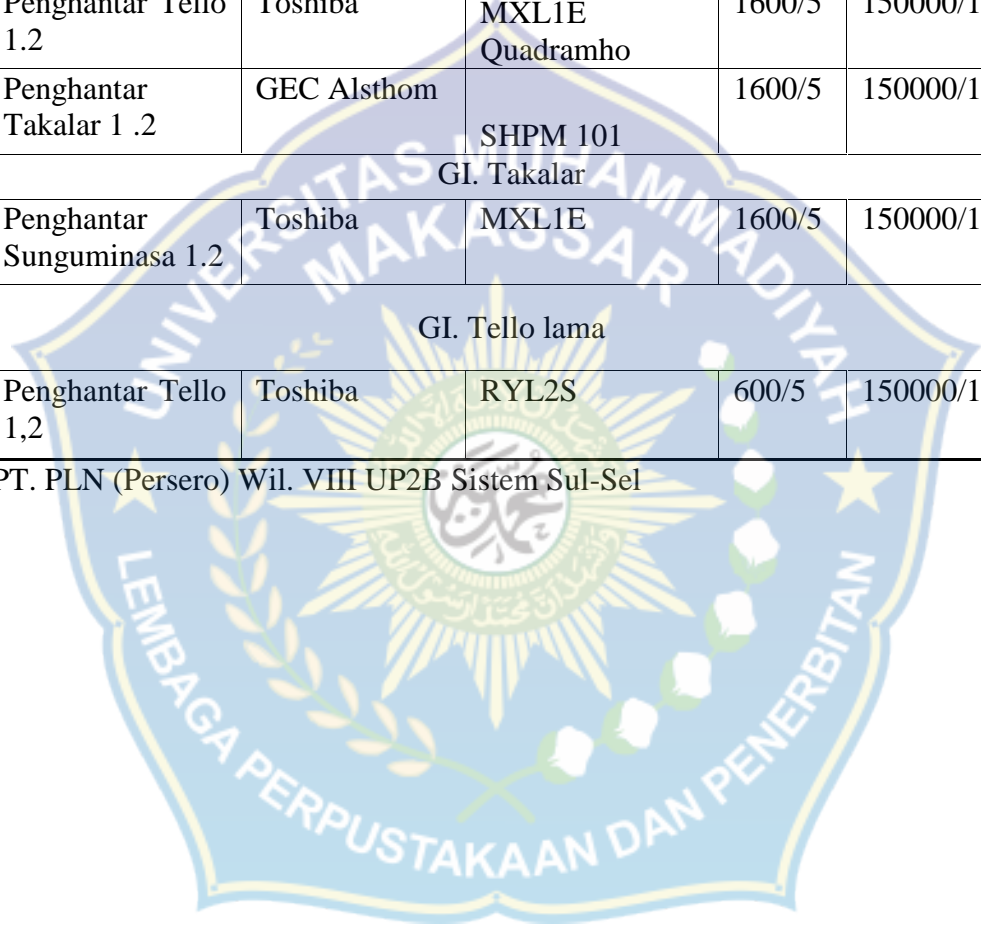 Penghantar Tello Toshiba MXL1E 1600/5 150000/1
1.2 Quadramho
Penghantar GEC Alsthom 1600/5 150000/1
Takalar 1 .2 SHPM 101
GI. Takalar
Penghantar Toshiba MXL1E 1600/5 150000/1
Sunguminasa 1.2
GI. Tello lama
Penghantar Tello Toshiba RYL2S 600/5 150000/1
1,2
PT. PLN (Persero) Wil. VIII UP2B Sistem Sul-Sel
UNIVERSITAS MUHAMMADIYAH
MAKASSAR
LEMBAGA PERPUSTAKAAN DAN PENERBITAN